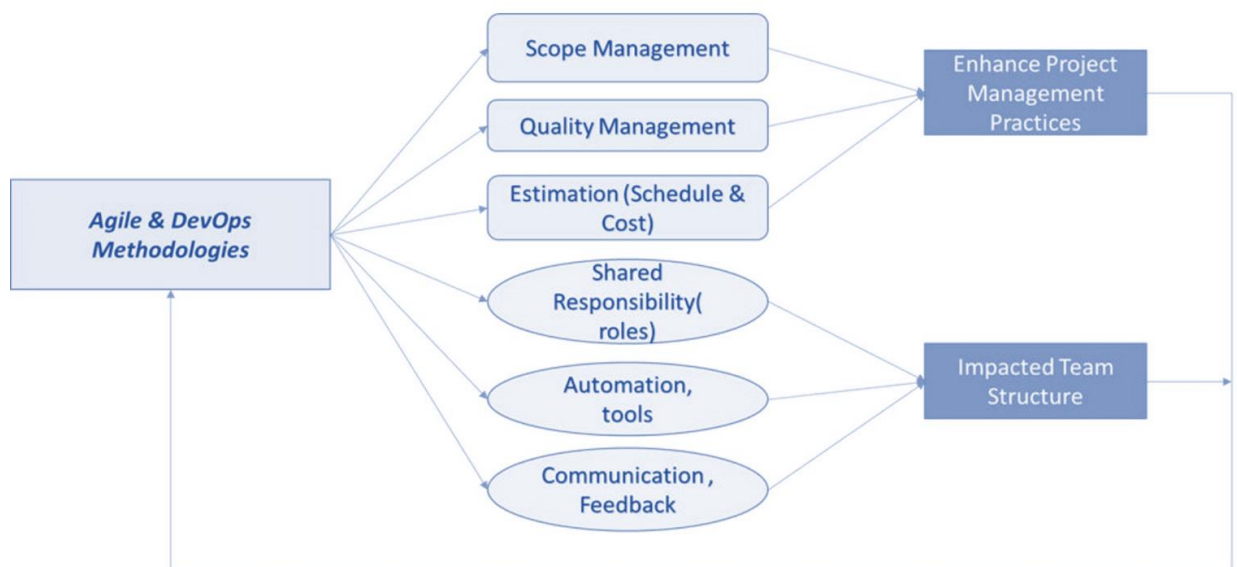 Scope Management
Quality Management
Estimation (Schedule &
Cost)
Shared
Responsibility(
roles)
Automation,
tools
Communication ,
Feedback
Agile & DevOps
Methodologies
Enhance Project
Management
Practices
Impacted Team
Structure